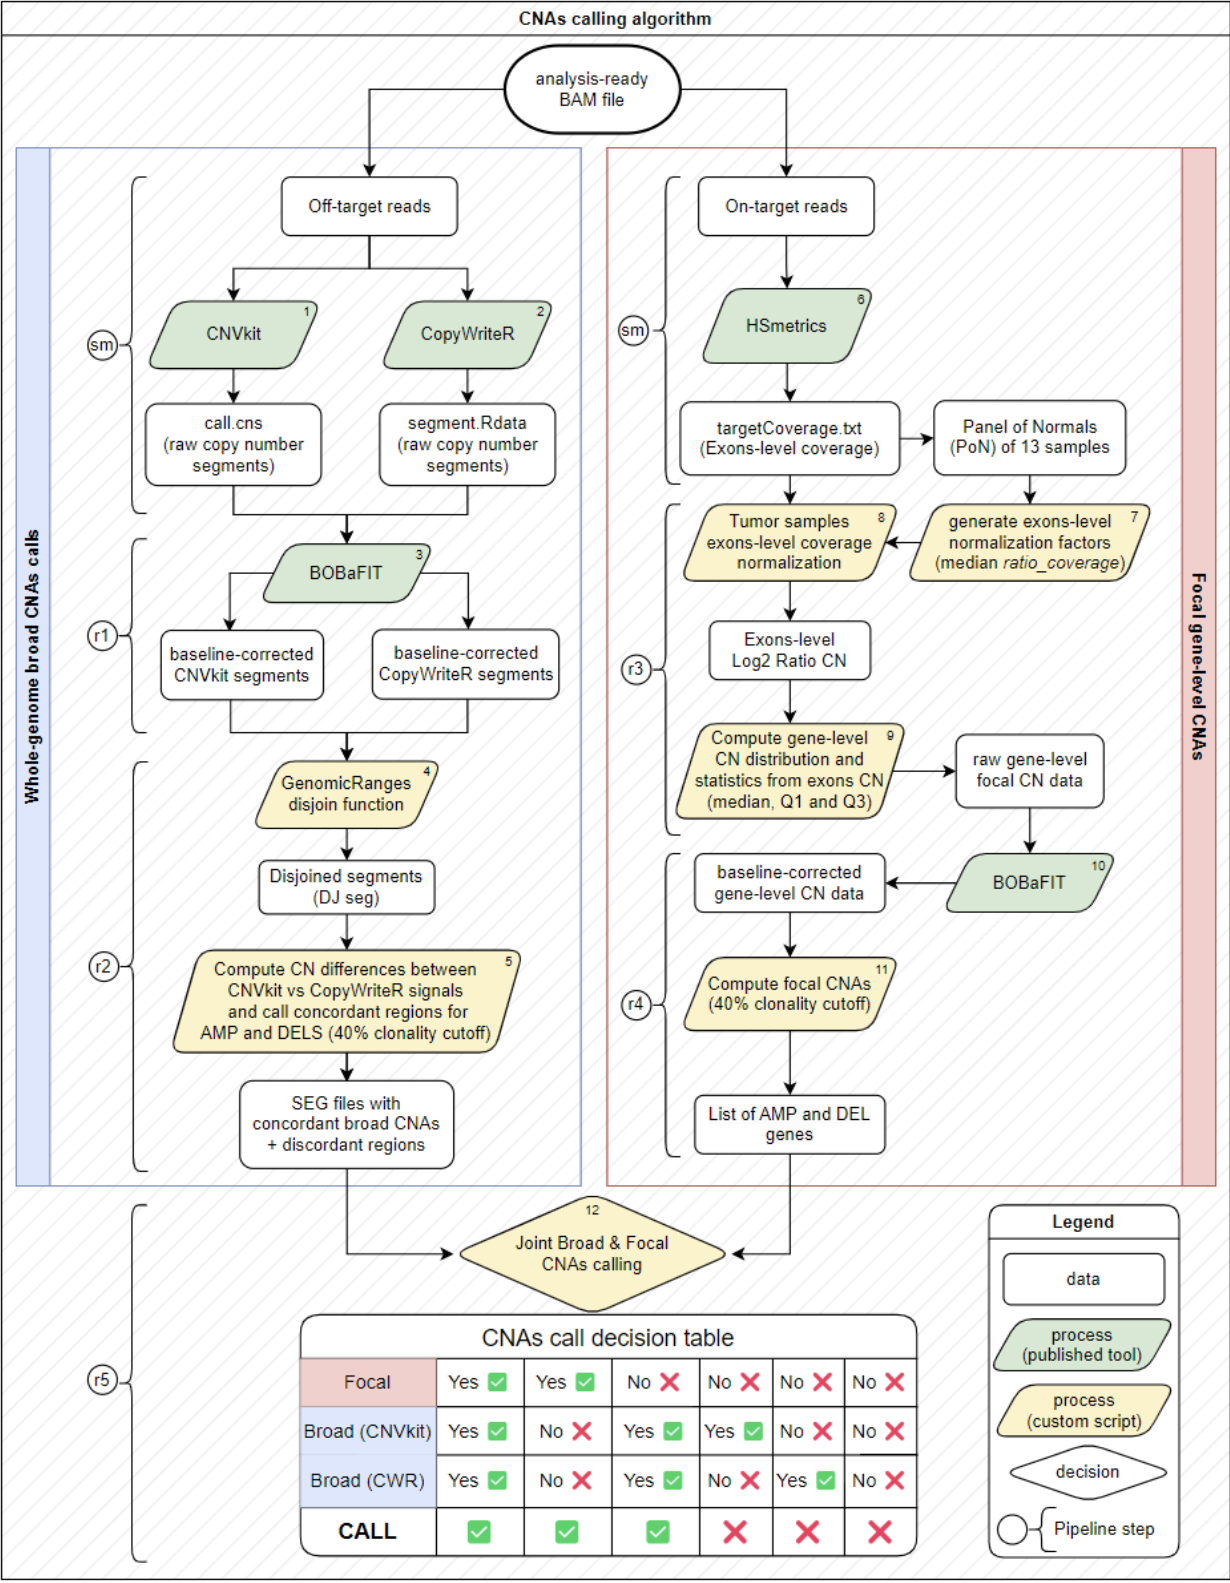 CNAs calling algorithm
analysis-ready
BAM file
Whole-genome broad CNAs calls
sm
Off-target reads
1
CNVkit
2
CopyWriteR
call.cns
(raw copy number
segments)
segment.Rdata
(raw copy number
segments)
r1
3
BOBaFIT
baseline-corrected
CNVkit segments
baseline-corrected
CopyWriteR segments
r2
4
GenomicRanges
disjoin function
Disjoined segments
(DJ seg)
5
Compute CN differences between
CNVkit vs CopyWriteR signals
and call concordant regions for
AMP and DELS (40% clonality cutoff)
SEG files with
concordant broad CNAs
+ discordant regions
Focal gene-level CNAs
sm
On-target reads
6
HSmetrics
targetCoverage.txt
(Exons-level coverage)
Panel of Normals
(PoN) of 13 samples
r3
7
generate exons-level
normalization factors
(median ratio_coverage)
8
Tumor samples
exons-level coverage
normalization
Exons-level
Log2 Ratio CN
9
Compute gene-level
CN distribution and
statistics from exons CN
(median, Q1 and Q3)
raw gene-level
focal CN data
r4
10
BOBaFIT
baseline-corrected
gene-level CN data
11
Compute focal CNAs
(40% clonality cutoff)
List of AMP and DEL
genes
r5
12
Joint Broad & Focal
CNAs calling
CNAs call decision table
Focal Yes ✅ Yes ✅ No ❌ No ❌ No ❌ No ❌
Broad (CNVkit) Yes ✅ No ❌ Yes ✅ Yes ✅ No ❌ No ❌
Broad (CWR) Yes ✅ No ❌ Yes ✅ No ❌ Yes ✅ No ❌
CALL ✅ ✅ ✅ ❌ ❌ ❌
Legend
data
process
(published tool)
process
(custom script)
decision
Pipeline step